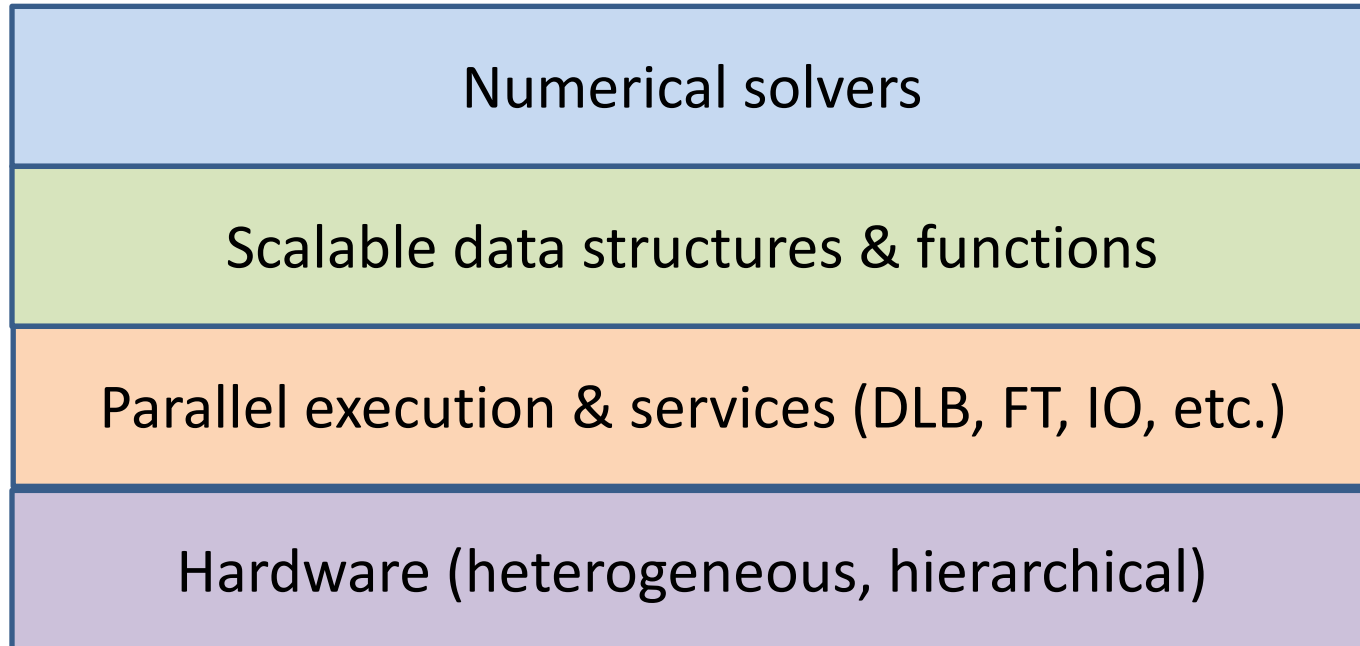 Numerical solvers
Scalable data structures & functions
Parallel execution & services (DLB, FT, IO, etc.)
Hardware (heterogeneous, hierarchical)